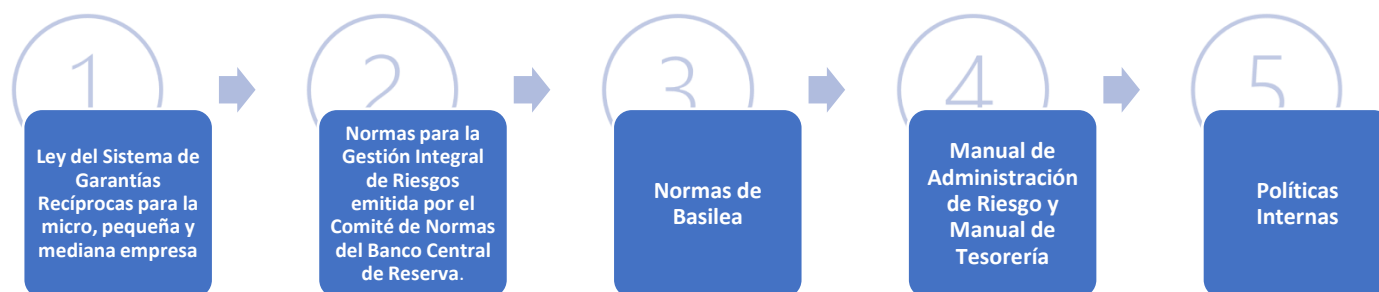 1
Ley del Sistema de
Garantías
Recíprocas para la
micro, pequeña y
mediana empresa
2
Normas para la
Gestión Integral
de Riesgos
emitida por el
Comité de Normas
del Banco Central
de Reserva.
3
Normas de
Basilea
4
Manual de
Administración
de Riesgo y
Manual de
Tesorería
5
Políticas
Internas